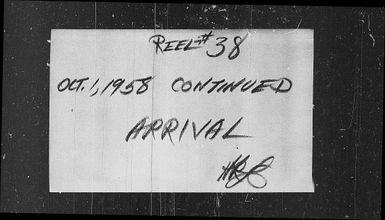 REEL# 38
OCT. 1, 1958 CONTINUED
ARRIVAL